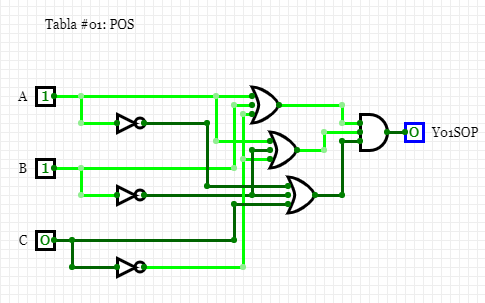 Tabla #01: POS
A 1
0 Y01SOP
B 1
C 0